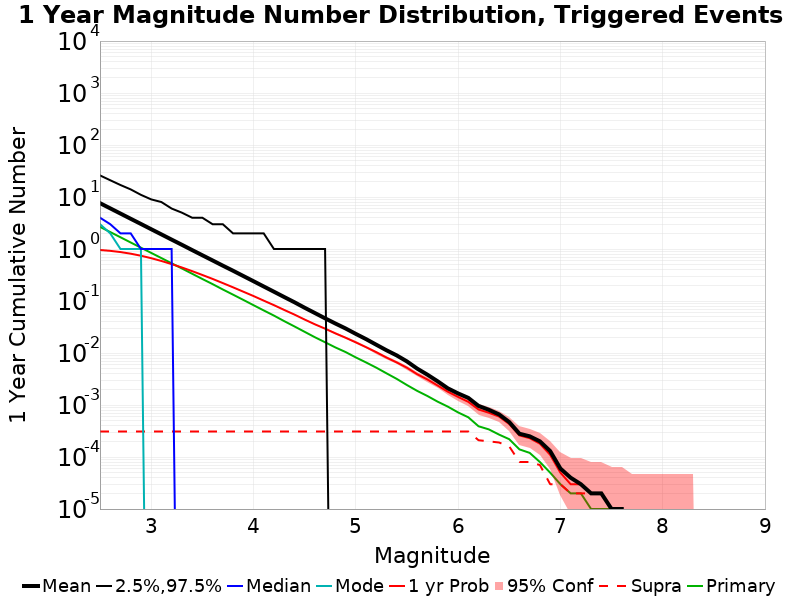 1 Year Magnitude Number Distribution, Triggered Events
10^4
10^3
10^2
10^1
10^0
10^-1
10^-2
10^-3
10^-4
10^-5
1 Year Cumulative Number
3 4 5 6 7 8 9
Magnitude
Mean 2.5%,97.5% Median Mode 1 yr Prob 95% Conf Supra Primary